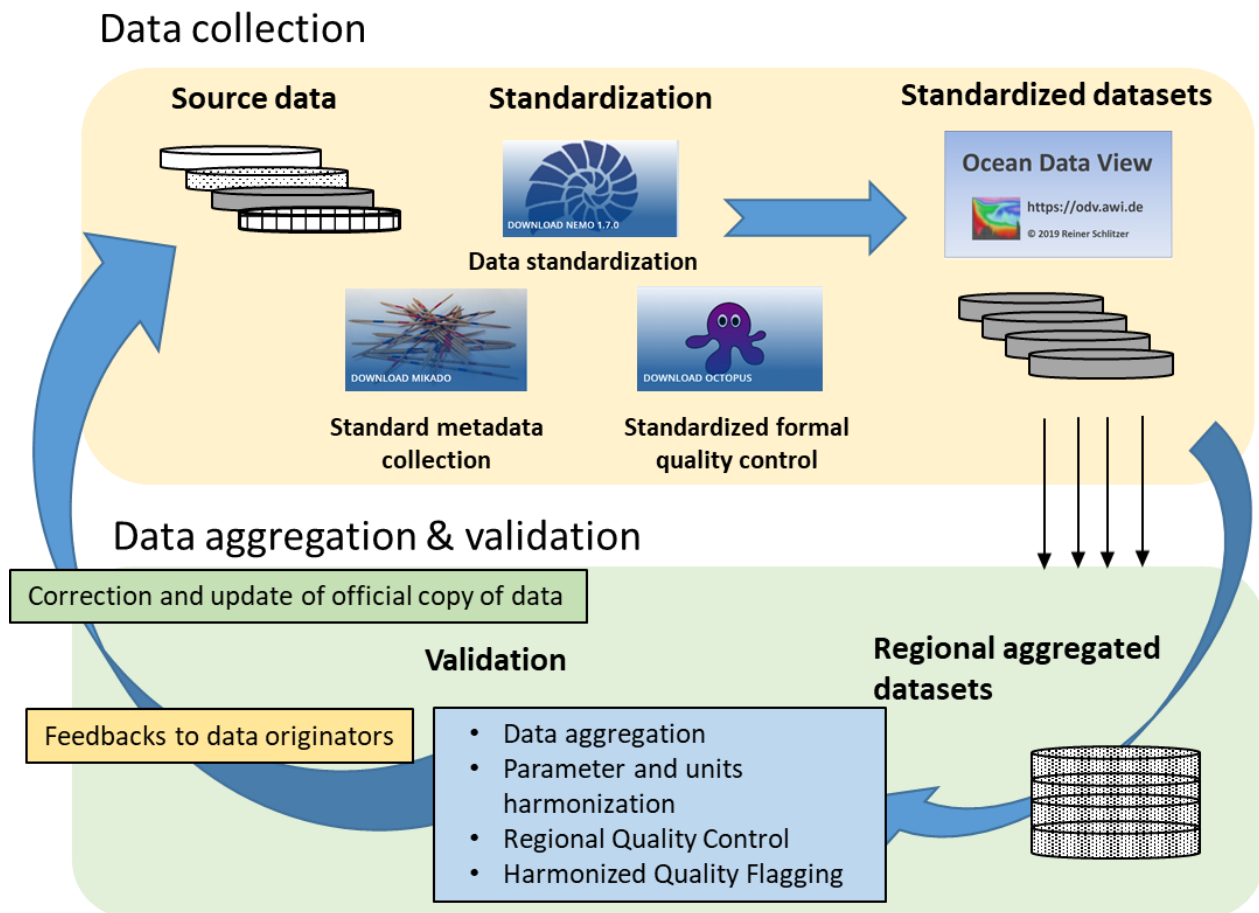 Data collection
Source data
Standardization
Standardized datasets
DOWNLOAD NEMO 1.7.0
Data standardization
Ocean Data View
https://odv.awi.de
© 2019 Reiner Schlitzer
DOWNLOAD MIKADO
DOWNLOAD OCTOPUS
Standard metadata
collection
Standardized formal
quality control
Data aggregation & validation
Correction and update of official copy of data
Validation
Regional aggregated
datasets
Feedbacks to data originators
• Data aggregation
• Parameter and units
harmonization
• Regional Quality Control
• Harmonized Quality Flagging